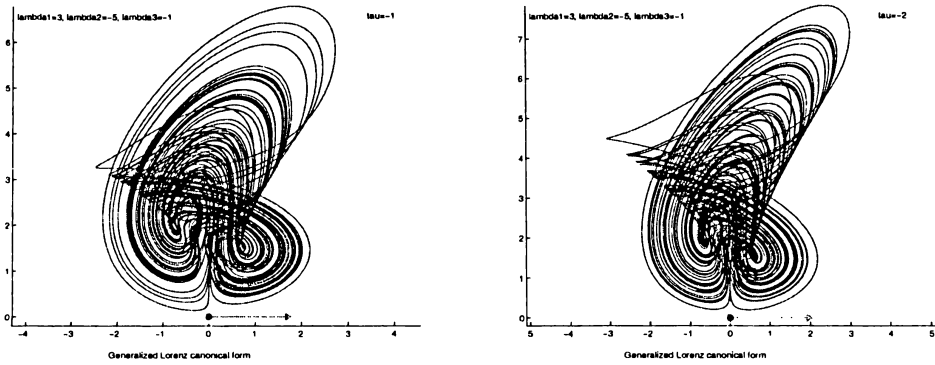 lambda1=3, lambda2=-5, lambda3=-1
tau=-1
6
5
4
3
2
1
0
-4 -3 -2 -1 0 1 2 3 4
Generalized Lorenz canonical form
lambda1=3, lambda2=-5, lambda3=-1
tau=-2
7
6
5
4
3
2
1
0
5 -4 -3 -2 -1 0 1 2 3 4 5
Generalized Lorenz canonical form